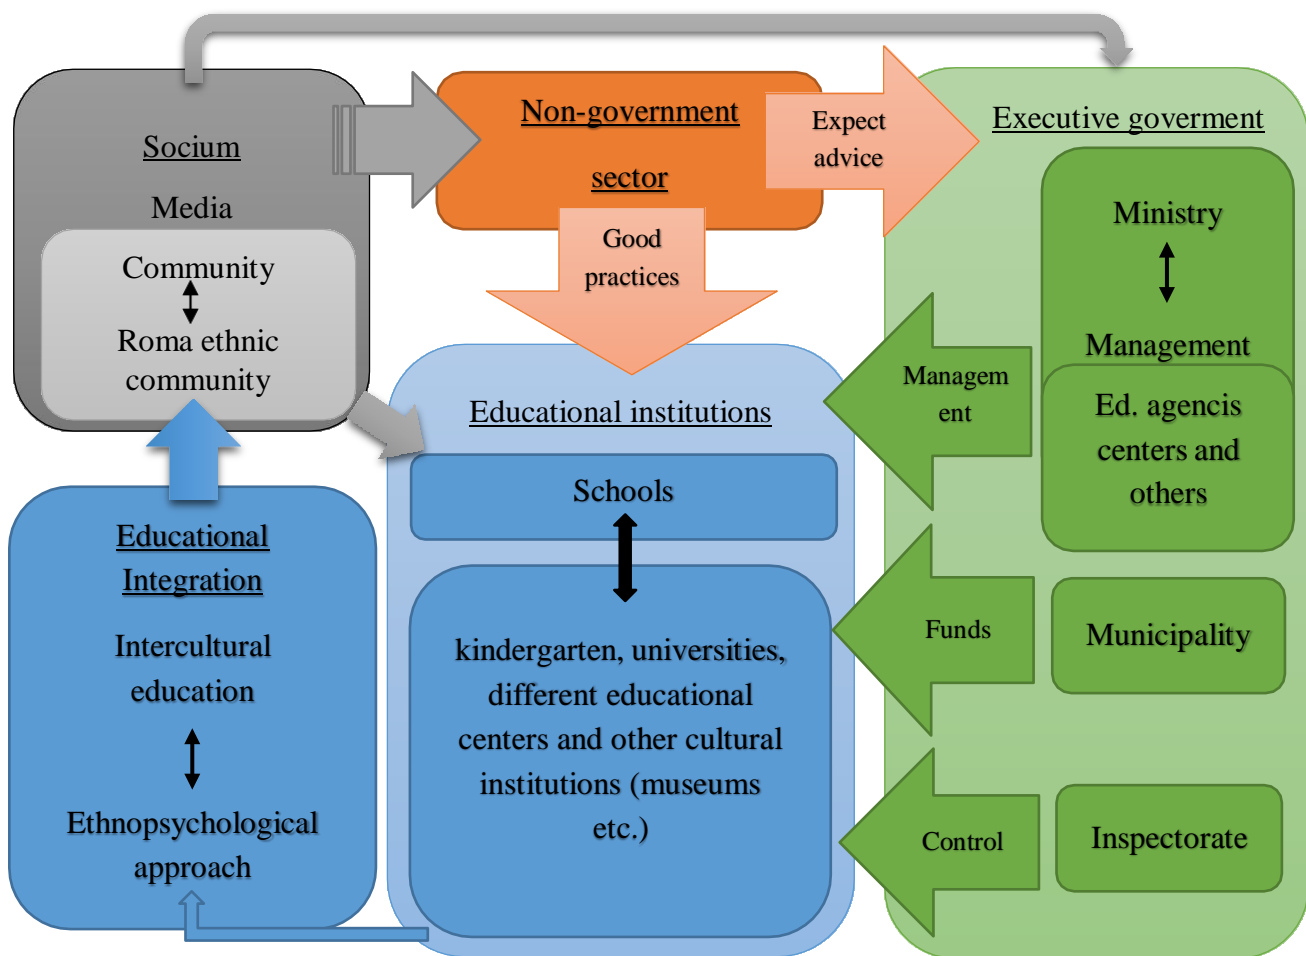 Socium
Media
Community
Roma ethnic
community
Non-government
sector
Expect
advice
Good
practices
Executive goverment
Ministry
Management
Ed. agencis
centers and
others
Managem
ent
Funds
Municipality
Control
Inspectorate
Educational institutions
Schools
kindergarten, universities,
different educational
centers and other cultural
institutions (museums
etc.)
Educational
Integration
Intercultural
education
Ethnopsychological
approach